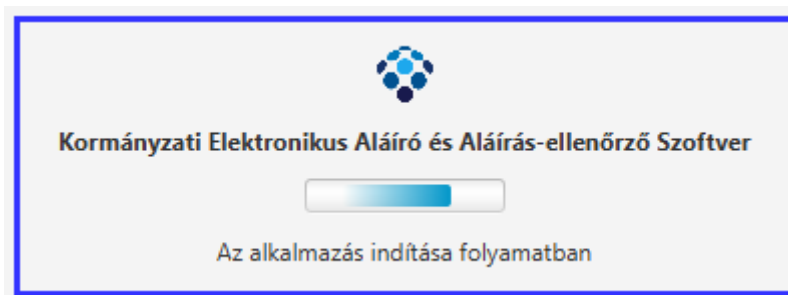 Kormányzati Elektronikus Aláíró és Aláírás-ellenőrző Szoftver
Az alkalmazás indítása folyamatban